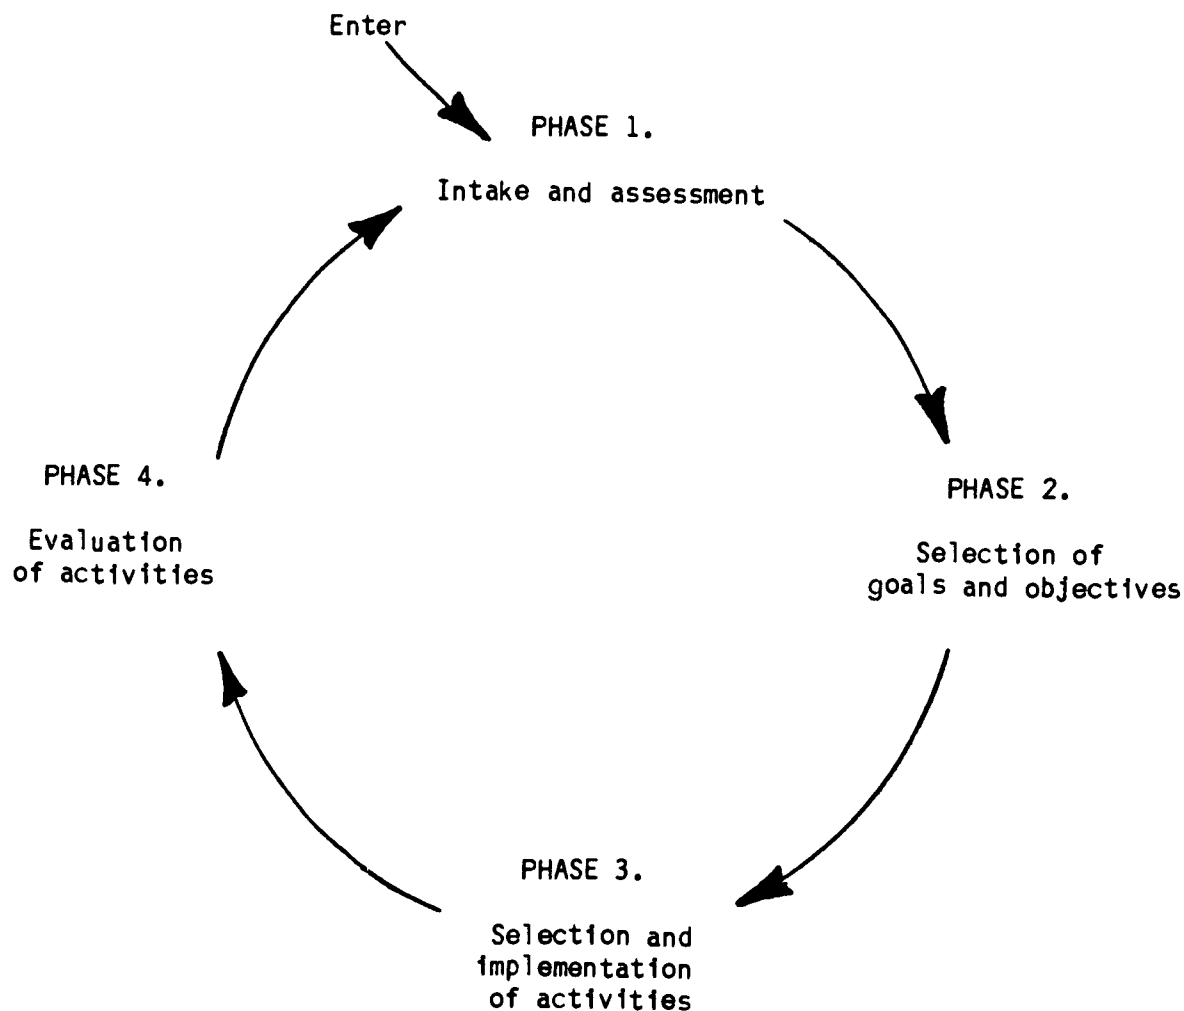 Enter
PHASE 1.
Intake and assessment
PHASE 2.
Selection of
goals and objectives
PHASE 3.
Selection and
implementation
of activities
PHASE 4.
Evaluation
of activities